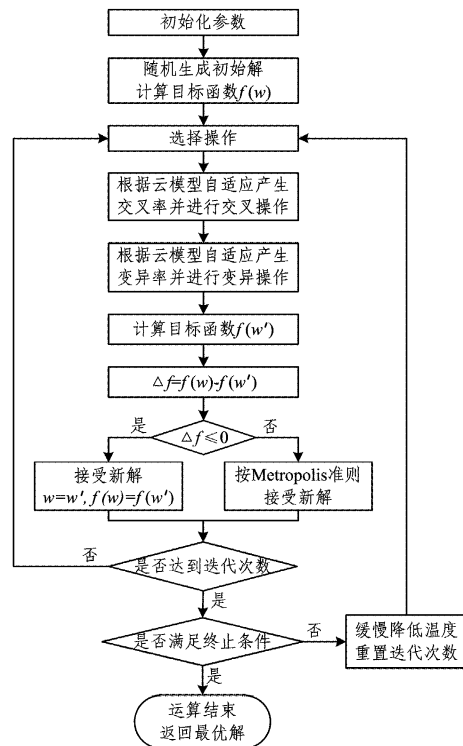 初始化参数
随机生成初始解
计算目标函数f(w)
选择操作
根据云模型自适应产生
交叉率并进行交叉操作
根据云模型自适应产生
变异率并进行变异操作
计算目标函数f(w′)
△f=f(w)-f(w′)
△f≤0
是
否
接受新解
w=w′,f(w)=f(w′)
按Metropolis准则
接受新解
是否达到迭代次数
否
是
是否满足终止条件
否
缓慢降低温度
重置迭代次数
是
运算结束
返回最优解